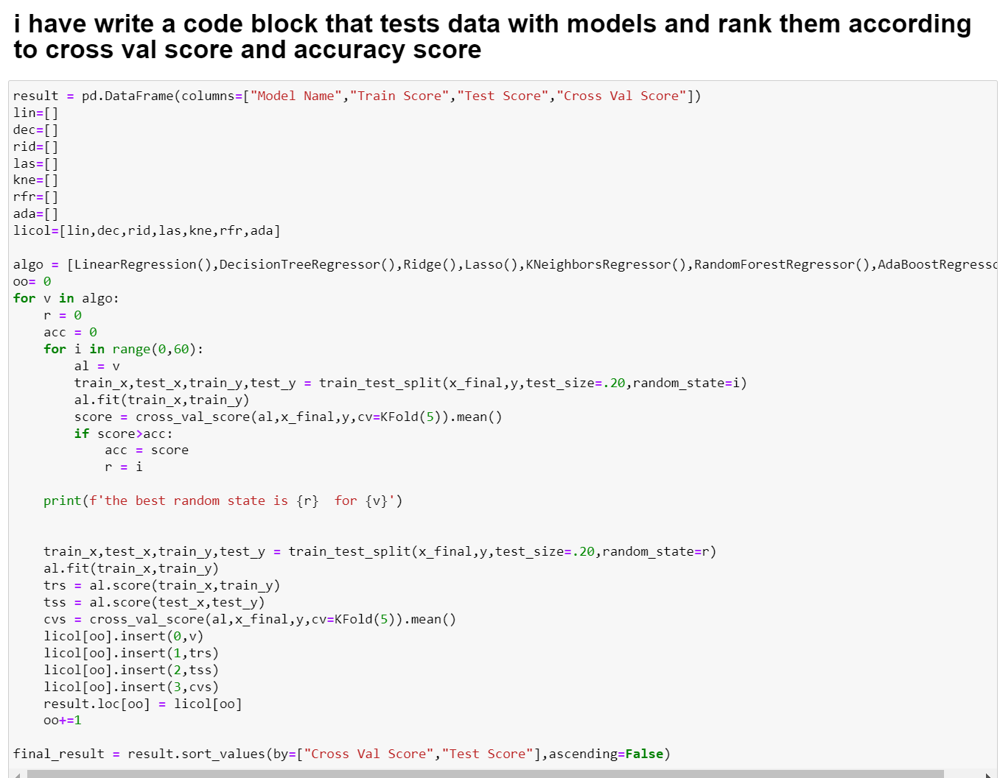 i have write a code block that tests data with models and rank them according
to cross val score and accuracy score
result = pd.DataFrame(columns=["Model Name","Train Score","Test Score","Cross Val Score"])
lin=[]
dec=[]
rid=[]
las=[]
kne=[]
rfr=[]
ada=[]
licol=[lin,dec,rid,las,kne,rfr,ada]
algo = [LinearRegression(),DecisionTreeRegressor(),Ridge(),Lasso(),KNeighborsRegressor(),RandomForestRegressor(),AdaBoostRegresso
oo= 0
for v in algo:
    r = 0
    acc = 0
    for i in range(0,60):
        al = v
        train_x,test_x,train_y,test_y = train_test_split(x_final,y,test_size=.20,random_state=i)
        al.fit(train_x,train_y)
        score = cross_val_score(al,x_final,y,cv=KFold(5)).mean()
        if score>acc:
            acc = score
            r = i
    print(f'the best random state is {r}  for {v}')
    train_x,test_x,train_y,test_y = train_test_split(x_final,y,test_size=.20,random_state=r)
    al.fit(train_x,train_y)
    trs = al.score(train_x,train_y)
    tss = al.score(test_x,test_y)
    cvs = cross_val_score(al,x_final,y,cv=KFold(5)).mean()
    licol[oo].insert(0,v)
    licol[oo].insert(1,trs)
    licol[oo].insert(2,tss)
    licol[oo].insert(3,cvs)
    result.loc[oo] = licol[oo]
    oo+=1
final_result = result.sort_values(by=["Cross Val Score","Test Score"],ascending=False)